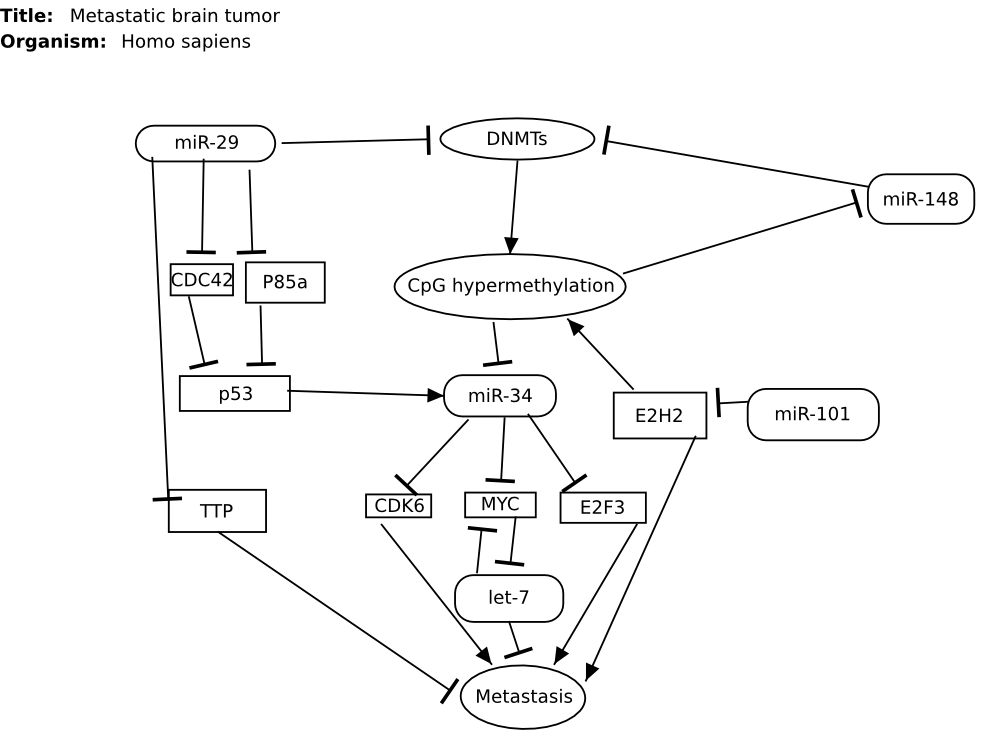 Title: Metastatic brain tumor
Organism: Homo sapiens
miR-29
DNMTs
miR-148
CDC42
P85a
CpG hypermethylation
p53
miR-34
E2H2
miR-101
TTP
CDK6
MYC
E2F3
let-7
Metastasis